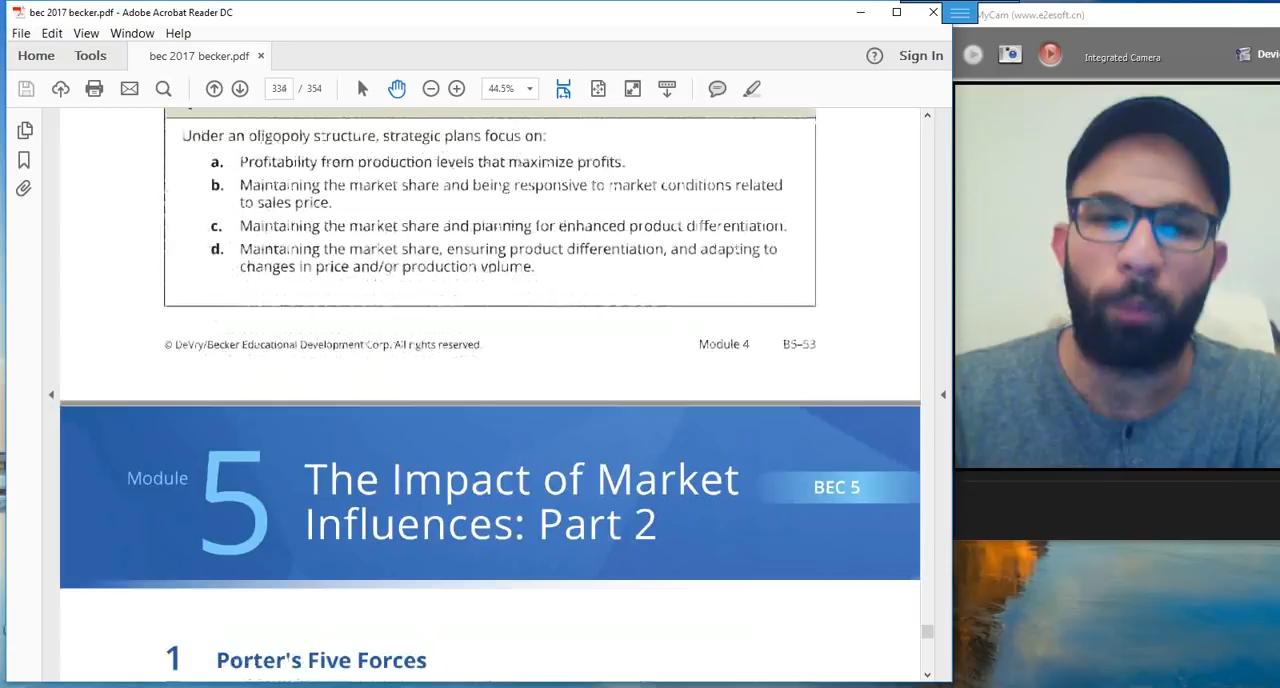 bec 2017 becker.pdf - Adobe Acrobat Reader DC
MyCam (www.e2esoft.cn)
File Edit View Window Help
Home Tools bec 2017 becker.pdf × Sign In
Integrated Camera Devi
334 / 354 44.5%
Under an oligopoly structure, strategic plans focus on:
a. Profitability from production levels that maximize profits.
b. Maintaining the market share and being responsive to market conditions related
to sales price.
c. Maintaining the market share and planning for enhanced product differentiation.
d. Maintaining the market share, ensuring product differentiation, and adapting to
changes in price and/or production volume.
© DeVry/Becker Educational Development Corp. All rights reserved. Module 4 B5–53
Module 5 The Impact of Market
Influences: Part 2
BEC 5
1 Porter's Five Forces